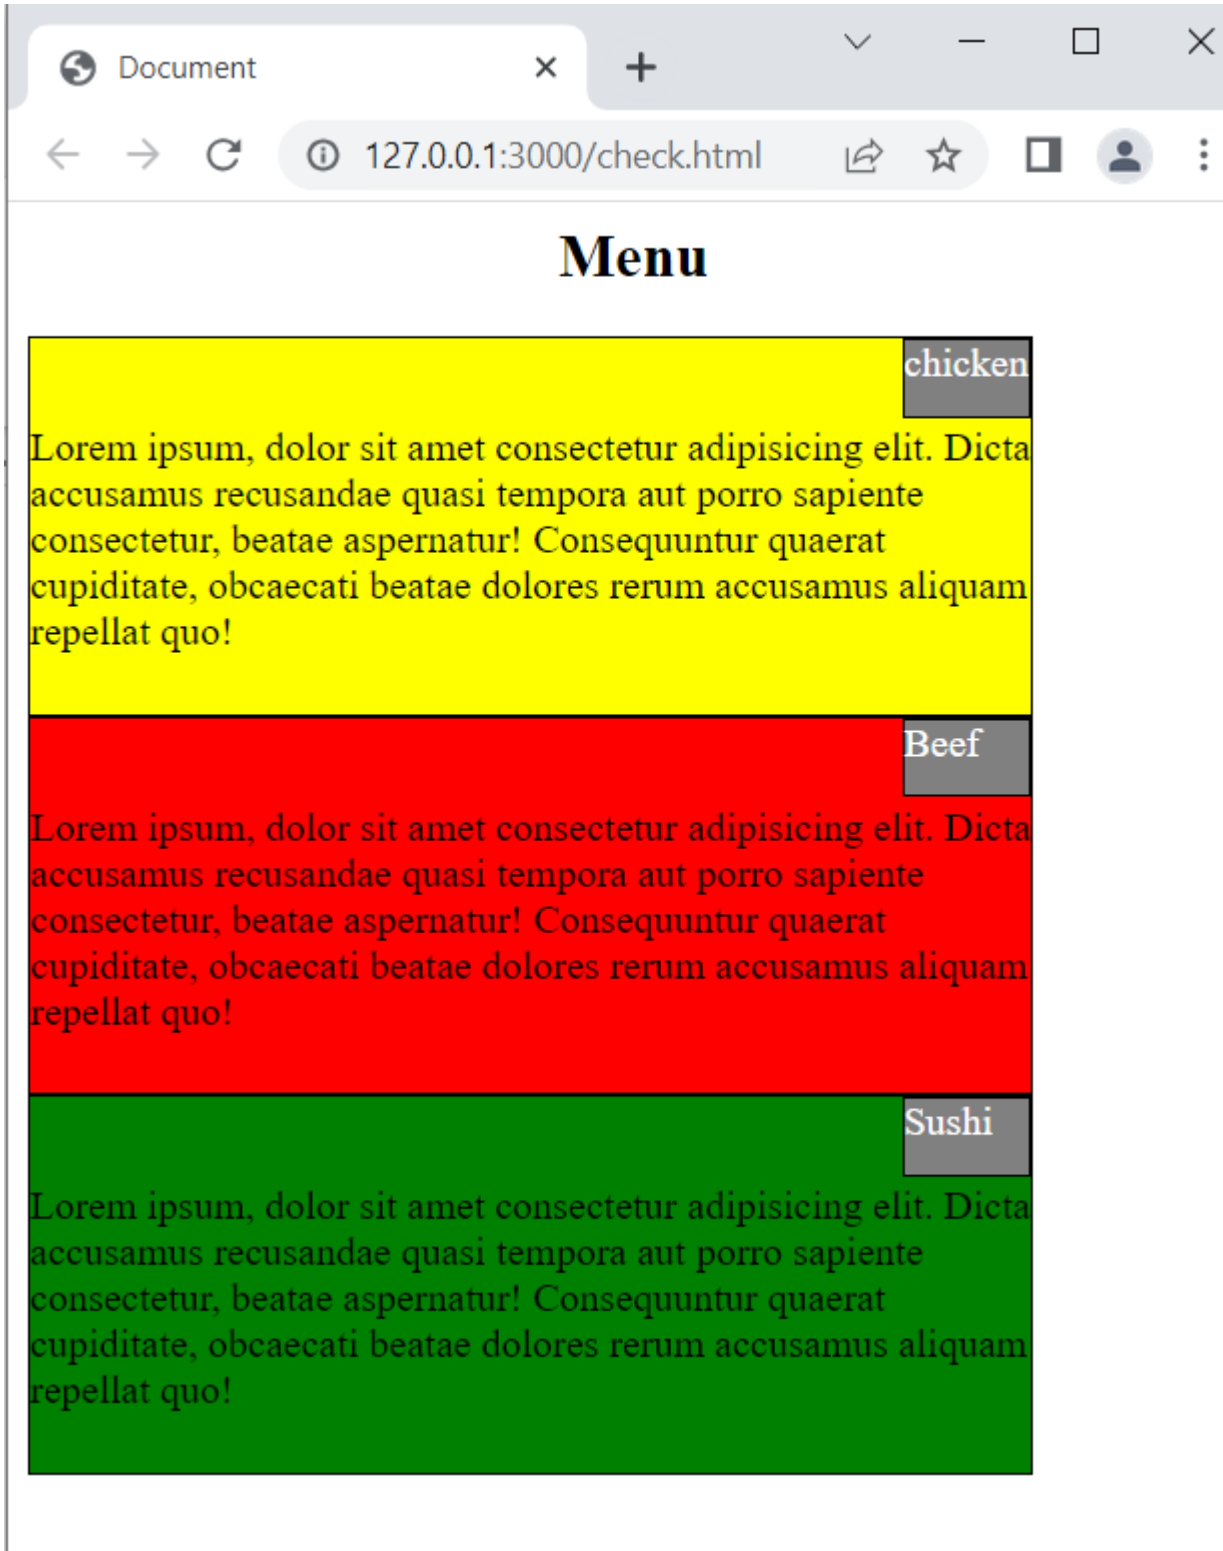 Document
127.0.0.1:3000/check.html
Menu
chicken
Lorem ipsum, dolor sit amet consectetur adipisicing elit. Dicta
accusamus recusandae quasi tempora aut porro sapiente
consectetur, beatae aspernatur! Consequuntur quaerat
cupiditate, obcaecati beatae dolores rerum accusamus aliquam
repellat quo!
Beef
Lorem ipsum, dolor sit amet consectetur adipisicing elit. Dicta
accusamus recusandae quasi tempora aut porro sapiente
consectetur, beatae aspernatur! Consequuntur quaerat
cupiditate, obcaecati beatae dolores rerum accusamus aliquam
repellat quo!
Sushi
Lorem ipsum, dolor sit amet consectetur adipisicing elit. Dicta
accusamus recusandae quasi tempora aut porro sapiente
consectetur, beatae aspernatur! Consequuntur quaerat
cupiditate, obcaecati beatae dolores rerum accusamus aliquam
repellat quo!